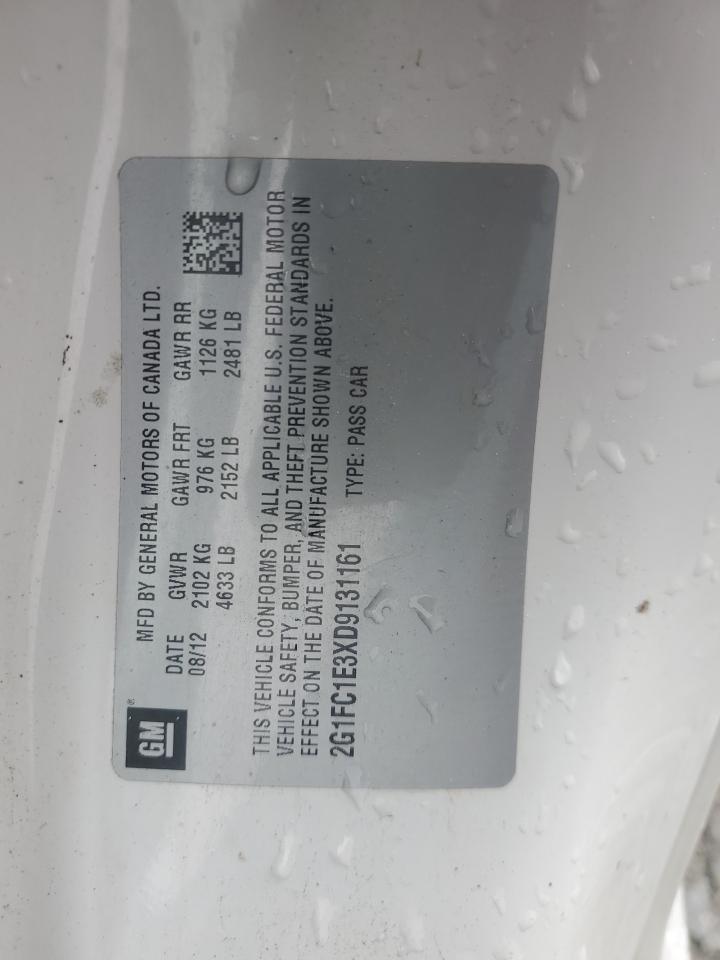 GM®
MFD BY GENERAL MOTORS OF CANADA LTD.
DATE GVWR GAWR FRT GAWR RR
08/12 2102 KG 976 KG 1126 KG
4633 LB 2152 LB 2481 LB
THIS VEHICLE CONFORMS TO ALL APPLICABLE U.S. FEDERAL MOTOR
VEHICLE SAFETY, BUMPER, AND THEFT PREVENTION STANDARDS IN
EFFECT ON THE DATE OF MANUFACTURE SHOWN ABOVE.
2G1FC1E3XD9131161 TYPE: PASS CAR